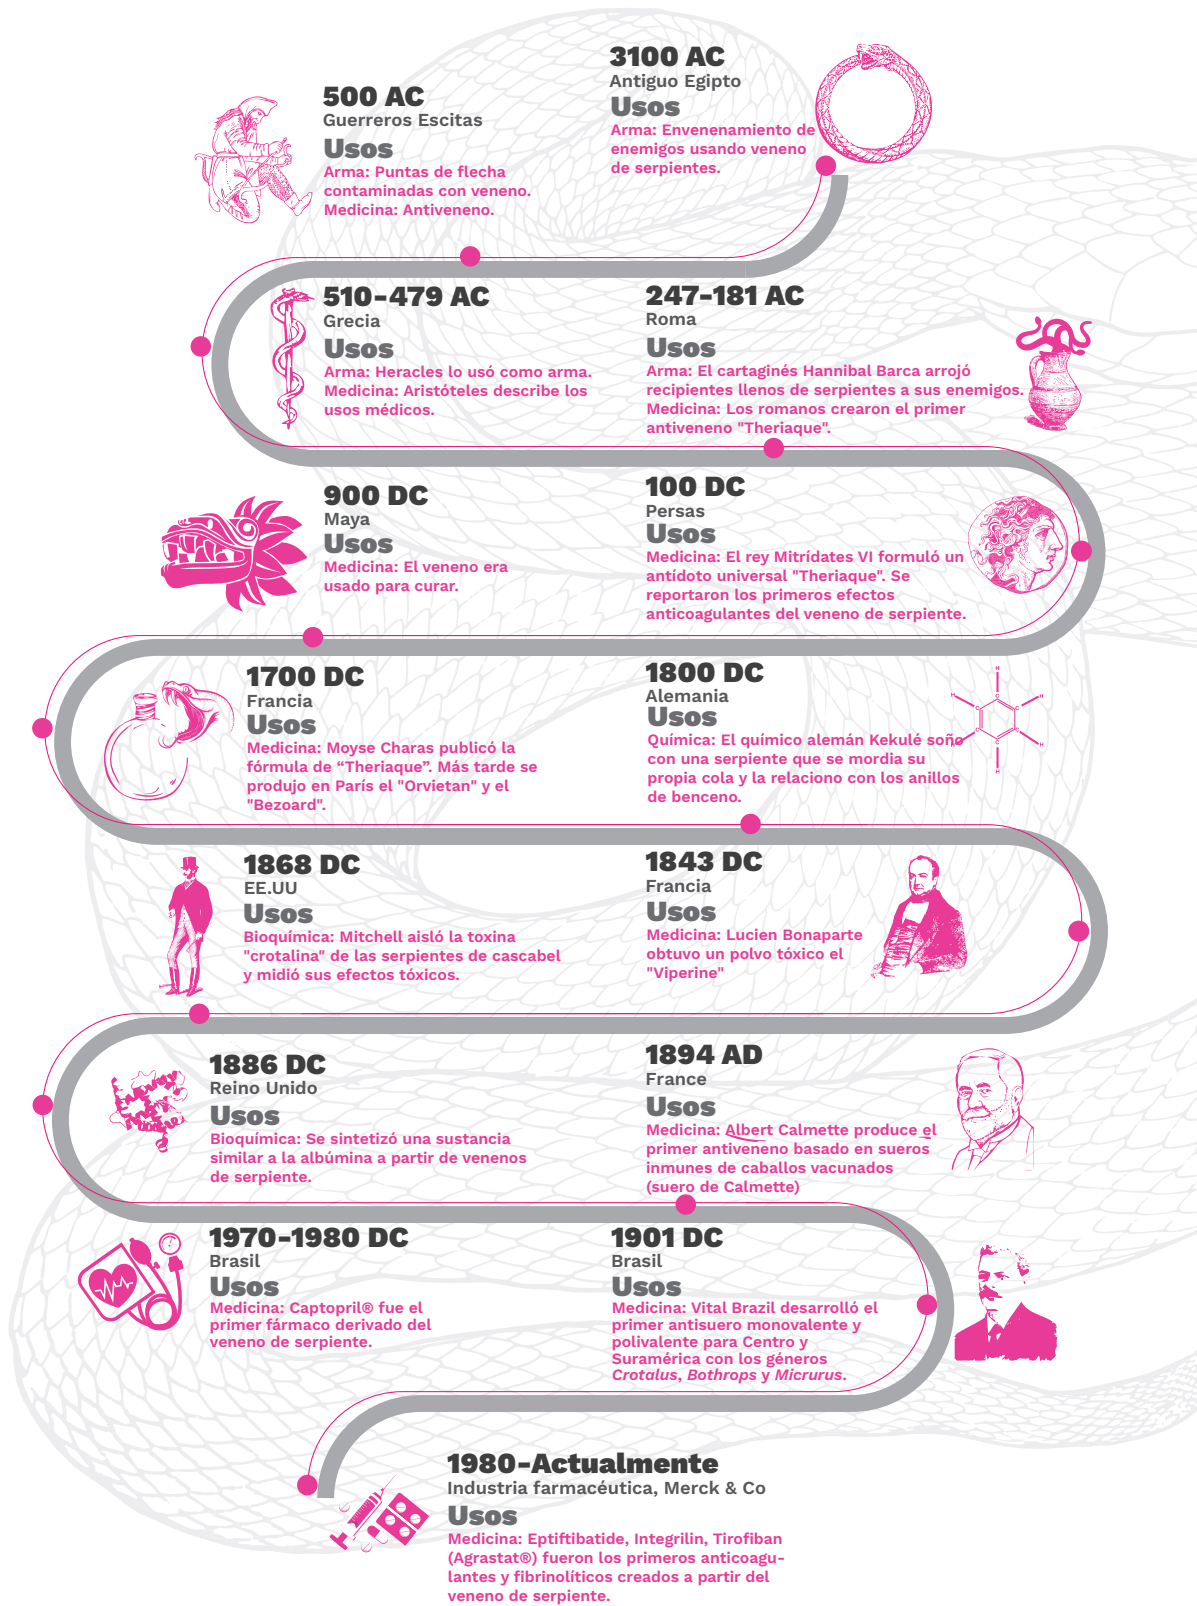 3100 AC
Antiguo Egipto
Usos
Arma: Envenenamiento de
enemigos usando veneno
de serpientes.
500 AC
Guerreros Escitas
Usos
Arma: Puntas de flecha
contaminadas con veneno.
Medicina: Antiveneno.
510-479 AC
Grecia
Usos
Arma: Heracles lo usó como arma.
Medicina: Aristóteles describe los
usos médicos.
247-181 AC
Roma
Usos
Arma: El cartaginés Hannibal Barca arrojó
recipientes llenos de serpientes a sus enemigos.
Medicina: Los romanos crearon el primer
antiveneno "Theriaque".
100 DC
Persas
Usos
Medicina: El rey Mitrídates VI formuló un
antídoto universal "Theriaque". Se
reportaron los primeros efectos
anticoagulantes del veneno de serpiente.
900 DC
Maya
Usos
Medicina: El veneno era
usado para curar.
1700 DC
Francia
Usos
Medicina: Moyse Charas publicó la
fórmula de “Theriaque”. Más tarde se
produjo en París el "Orvietan" y el
"Bezoard".
1800 DC
Alemania
Usos
Química: El químico alemán Kekulé soño
con una serpiente que se mordia su
propia cola y la relaciono con los anillos
de benceno.
H
H
H
H
H
H
C
C
C
C
C
C
1843 DC
Francia
Usos
Medicina: Lucien Bonaparte
obtuvo un polvo tóxico el
"Viperine"
1868 DC
EE.UU
Usos
Bioquímica: Mitchell aisló la toxina
"crotalina" de las serpientes de cascabel
y midió sus efectos tóxicos.
1886 DC
Reino Unido
Usos
Bioquímica: Se sintetizó una sustancia
similar a la albúmina a partir de venenos
de serpiente.
1894 AD
France
Usos
Medicina: Albert Calmette produce el
primer antiveneno basado en sueros
inmunes de caballos vacunados
(suero de Calmette)
1901 DC
Brasil
Usos
Medicina: Vital Brazil desarrolló el
primer antisuero monovalente y
polivalente para Centro y
Suramérica con los géneros
Crotalus, Bothrops y Micrurus.
1970-1980 DC
Brasil
Usos
Medicina: Captopril® fue el
primer fármaco derivado del
veneno de serpiente.
1980-Actualmente
Industria farmacéutica, Merck & Co
Usos
Medicina: Eptiftibatide, Integrilin, Tirofiban
(Agrastat®) fueron los primeros anticoagu-
lantes y fibrinolíticos creados a partir del
veneno de serpiente.